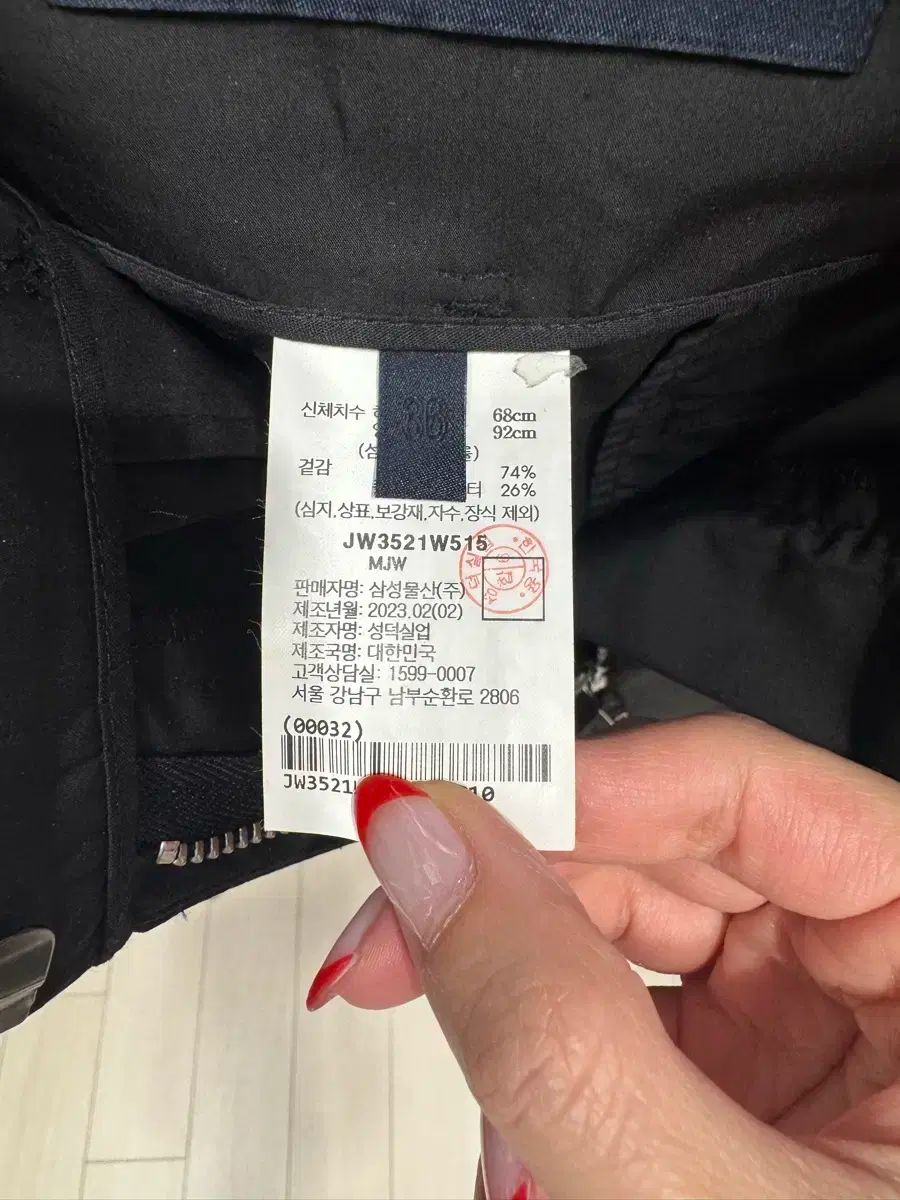 신체치수 68cm
92cm
36
겉감 74%
26%
(심지,상표,보강재,자수,장식 제외)
JW3521W515
MJW
판매자명: 삼성물산(주)
제조년월: 2023.02(02)
제조자명: 성덕실업
제조국명: 대한민국
고객상담실: 1599-0007
서울 강남구 남부순환로 2806
(00032)